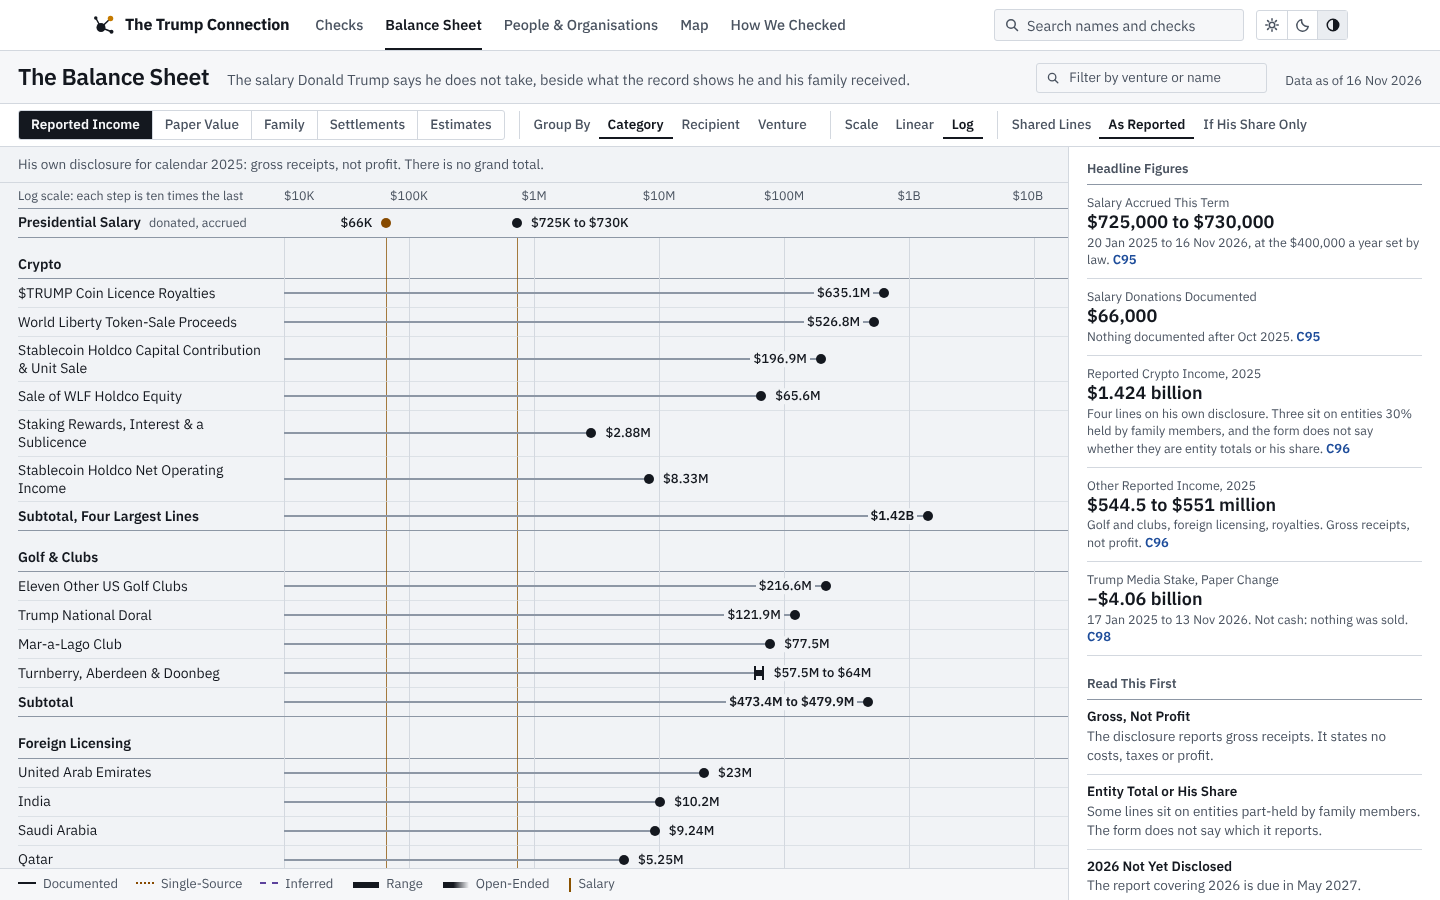 The Trump Connection
Checks
Balance Sheet
People & Organisations
Map
How We Checked
Search names and checks
The Balance Sheet
The salary Donald Trump says he does not take, beside what the record shows he and his family received.
Filter by venture or name
Data as of 16 Nov 2026
Reported Income
Paper Value
Family
Settlements
Estimates
Group By
Category
Recipient
Venture
Scale
Linear
Log
Shared Lines
As Reported
If His Share Only
His own disclosure for calendar 2025: gross receipts, not profit. There is no grand total.
Log scale: each step is ten times the last
$10K
$100K
$1M
$10M
$100M
$1B
$10B
Presidential Salary donated, accrued
$66K
$725K to $730K
Crypto
$TRUMP Coin Licence Royalties
$635.1M
World Liberty Token-Sale Proceeds
$526.8M
Stablecoin Holdco Capital Contribution
& Unit Sale
$196.9M
Sale of WLF Holdco Equity
$65.6M
Staking Rewards, Interest & a
Sublicence
$2.88M
Stablecoin Holdco Net Operating
Income
$8.33M
Subtotal, Four Largest Lines
$1.42B
Golf & Clubs
Eleven Other US Golf Clubs
$216.6M
Trump National Doral
$121.9M
Mar-a-Lago Club
$77.5M
Turnberry, Aberdeen & Doonbeg
$57.5M to $64M
Subtotal
$473.4M to $479.9M
Foreign Licensing
United Arab Emirates
$23M
India
$10.2M
Saudi Arabia
$9.24M
Qatar
$5.25M
Documented
Single-Source
Inferred
Range
Open-Ended
Salary
Headline Figures
Salary Accrued This Term
$725,000 to $730,000
20 Jan 2025 to 16 Nov 2026, at the $400,000 a year set by
law. C95
Salary Donations Documented
$66,000
Nothing documented after Oct 2025. C95
Reported Crypto Income, 2025
$1.424 billion
Four lines on his own disclosure. Three sit on entities 30%
held by family members, and the form does not say
whether they are entity totals or his share. C96
Other Reported Income, 2025
$544.5 to $551 million
Golf and clubs, foreign licensing, royalties. Gross receipts,
not profit. C96
Trump Media Stake, Paper Change
−$4.06 billion
17 Jan 2025 to 13 Nov 2026. Not cash: nothing was sold.
C98
Read This First
Gross, Not Profit
The disclosure reports gross receipts. It states no
costs, taxes or profit.
Entity Total or His Share
Some lines sit on entities part-held by family members.
The form does not say which it reports.
2026 Not Yet Disclosed
The report covering 2026 is due in May 2027.